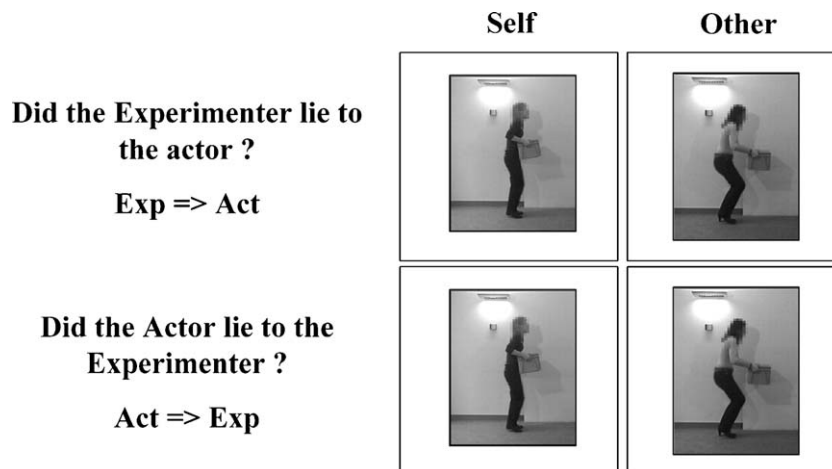 Self Other
Did the Experimenter lie to
the actor ?
Exp => Act
Did the Actor lie to the
Experimenter ?
Act => Exp